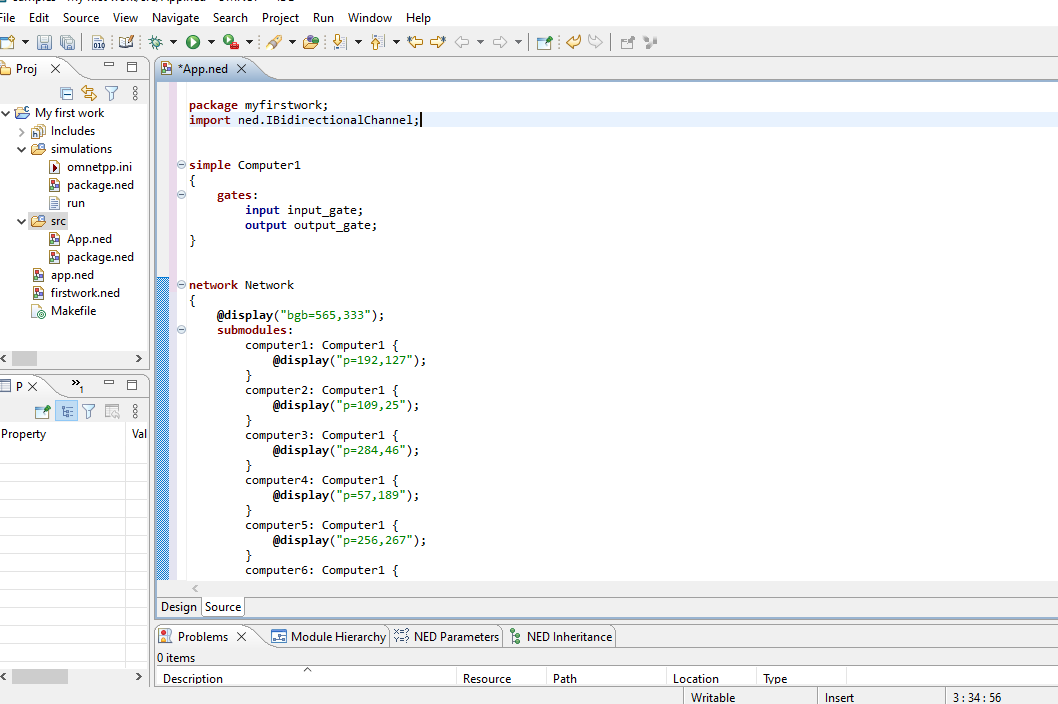 File Edit Source View Navigate Search Project Run Window Help
Proj
*App.ned
My first work
Includes
simulations
omnetpp.ini
package.ned
run
src
App.ned
package.ned
app.ned
firstwork.ned
Makefile
P
»1
Property Val
package myfirstwork;
import ned.IBidirectionalChannel;
simple Computer1
{
gates:
input input_gate;
output output_gate;
}
network Network
{
@display("bgb=565,333");
submodules:
computer1: Computer1 {
@display("p=192,127");
}
computer2: Computer1 {
@display("p=109,25");
}
computer3: Computer1 {
@display("p=284,46");
}
computer4: Computer1 {
@display("p=57,189");
}
computer5: Computer1 {
@display("p=256,267");
}
computer6: Computer1 {
Design Source
Problems Module Hierarchy NED Parameters NED Inheritance
0 items
Description Resource Path Location Type
Writable Insert 3 : 34 : 56